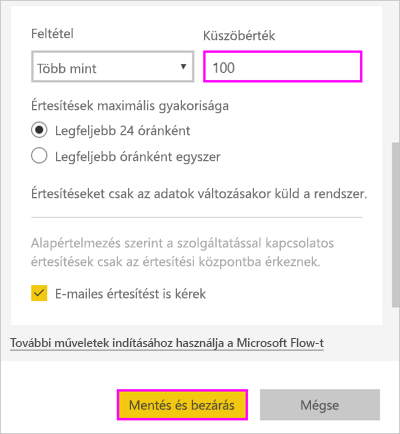 Feltétel
Küszöbérték
Több mint
100
Értesítések maximális gyakorisága
Legfeljebb 24 óránként
Legfeljebb óránként egyszer
Értesítéseket csak az adatok változásakor küld a rendszer.
Alapértelmezés szerint a szolgáltatással kapcsolatos
értesítések csak az értesítési központba érkeznek.
E-mailes értesítést is kérek
További műveletek indításához használja a Microsoft Flow-t
Mentés és bezárás
Mégse